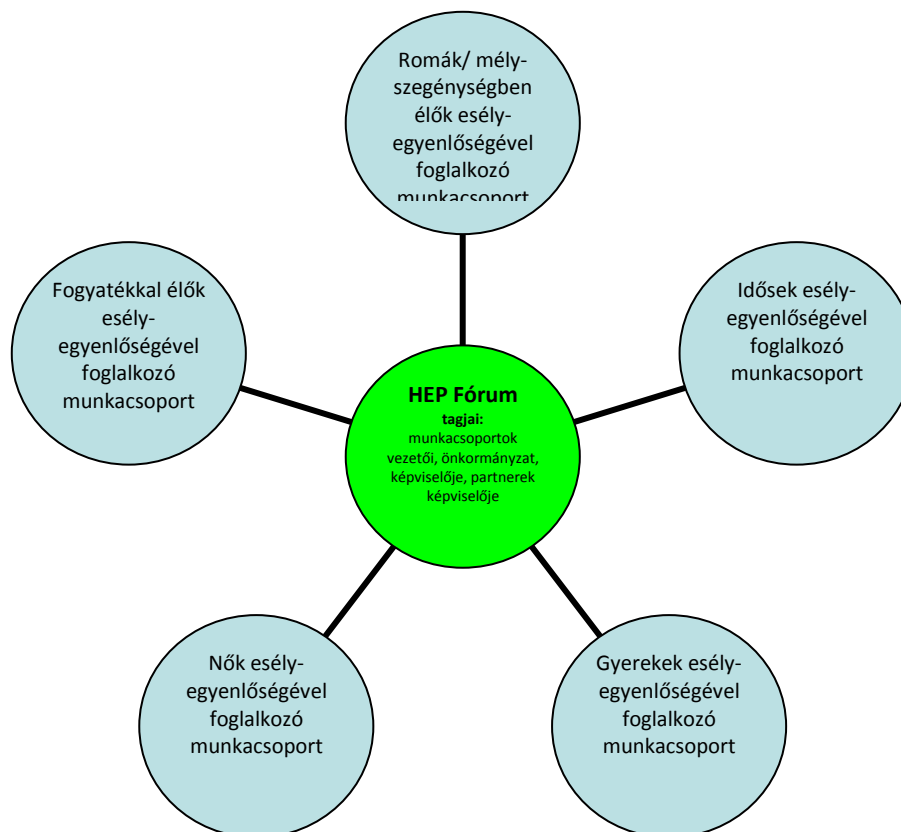 Romák/ mély-
szegénységben
élők esély-
egyenlőségével
foglalkozó
munkacsoport
Fogyatékkal élők
esély-
egyenlőségével
foglalkozó
munkacsoport
Idősek esély-
egyenlőségével
foglalkozó
munkacsoport
HEP Fórum
tagjai:
munkacsoportok
vezetői, önkormányzat,
képviselője, partnerek
képviselője
Nők esély-
egyenlőségével
foglalkozó
munkacsoport
Gyerekek esély-
egyenlőségével
foglalkozó
munkacsoport